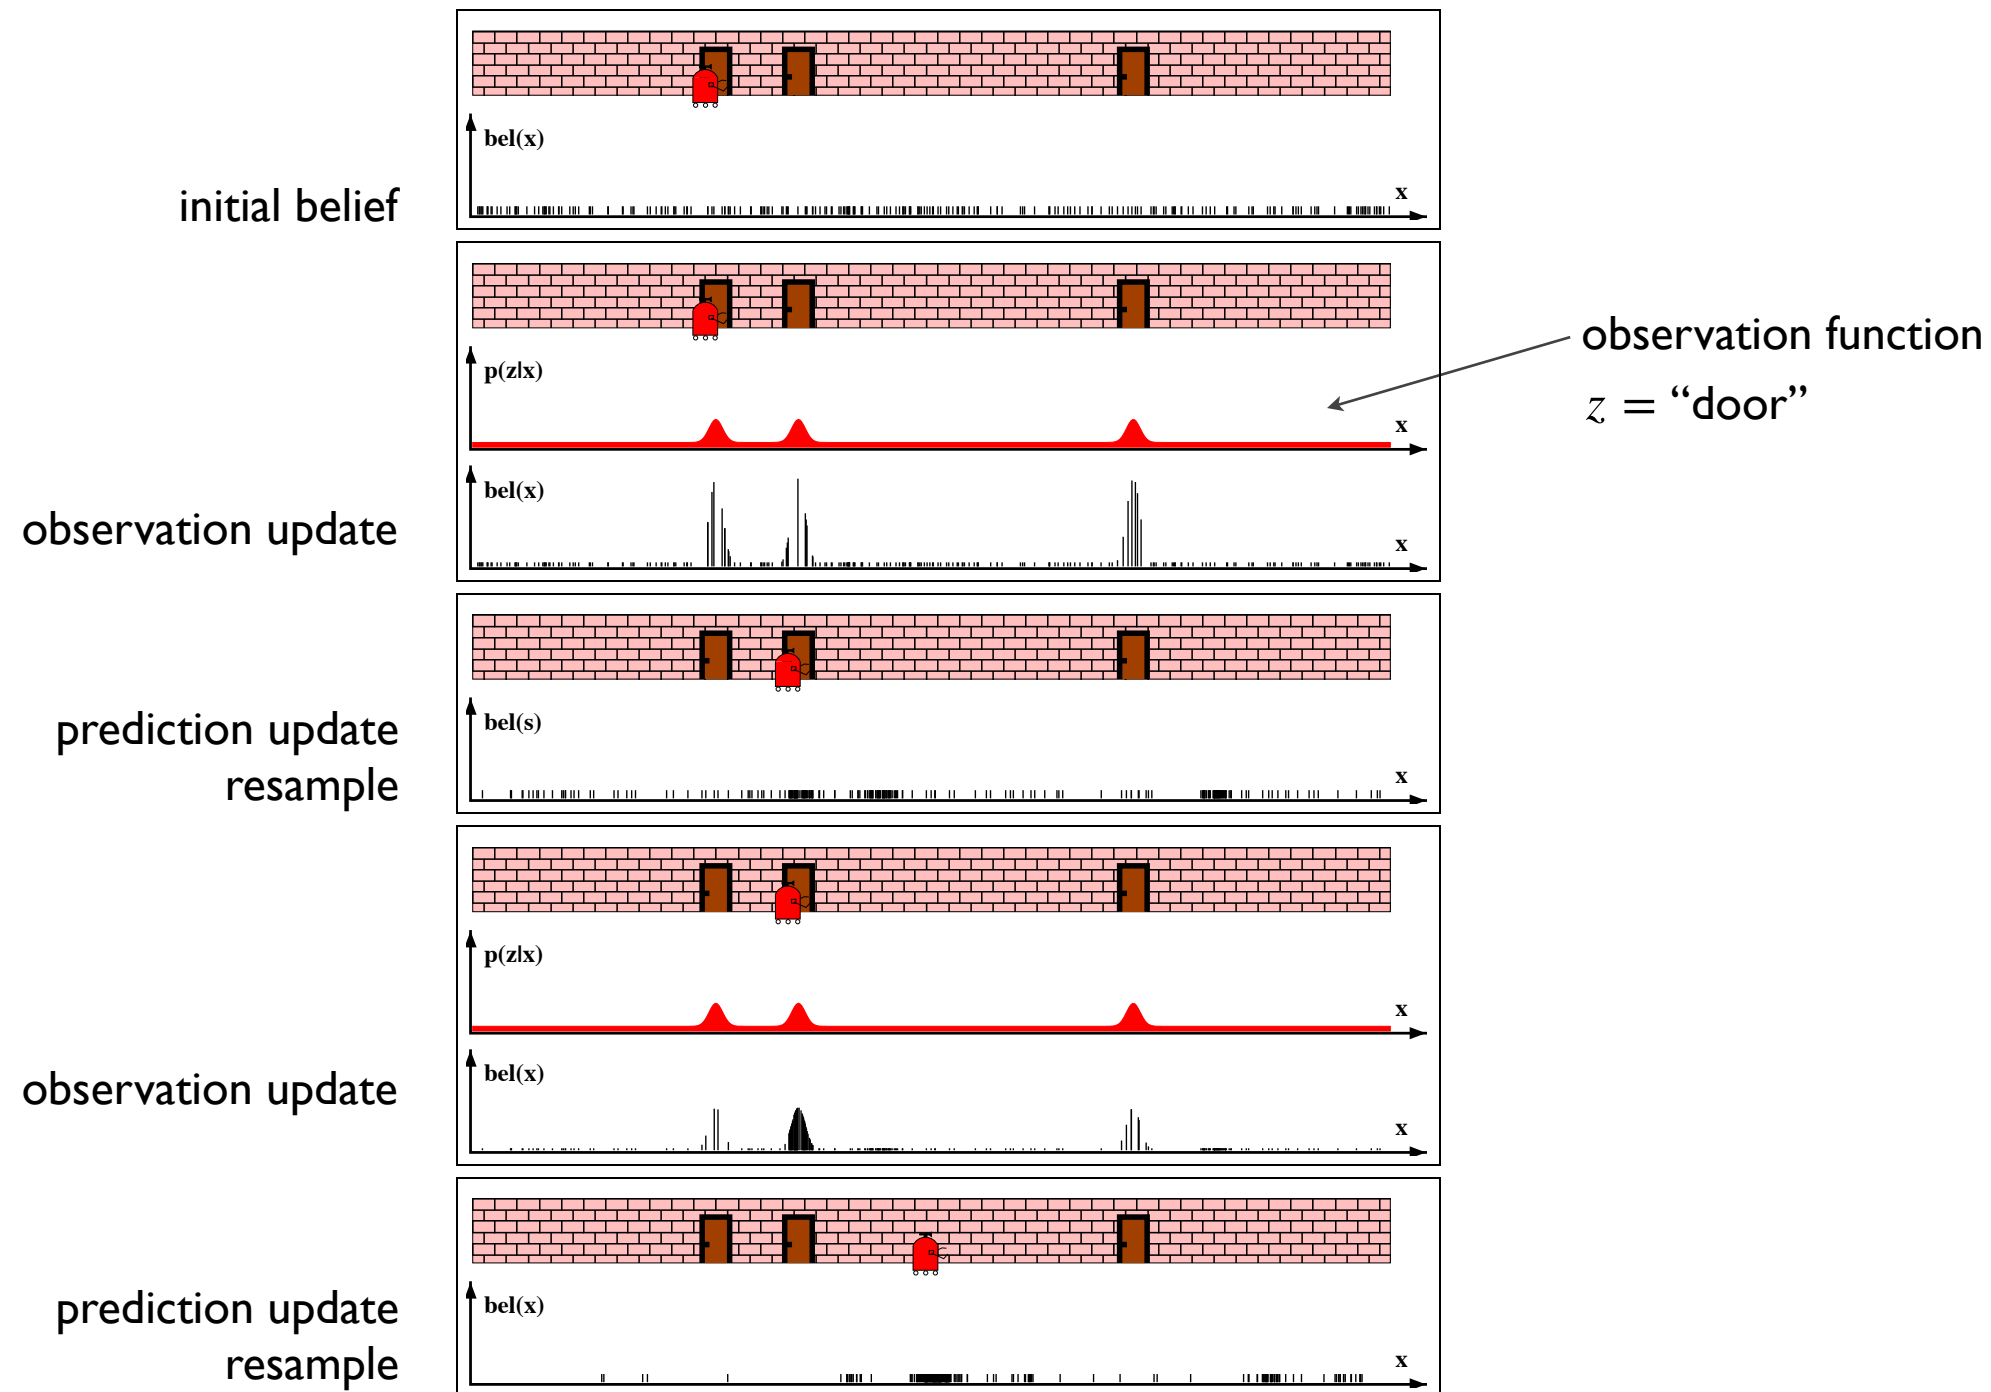 bel(x)
x
initial belief
p(z|x)
x
observation function
z = “door”
bel(x)
x
observation update
bel(s)
x
prediction update
resample
p(z|x)
x
bel(x)
x
observation update
bel(x)
x
prediction update
resample